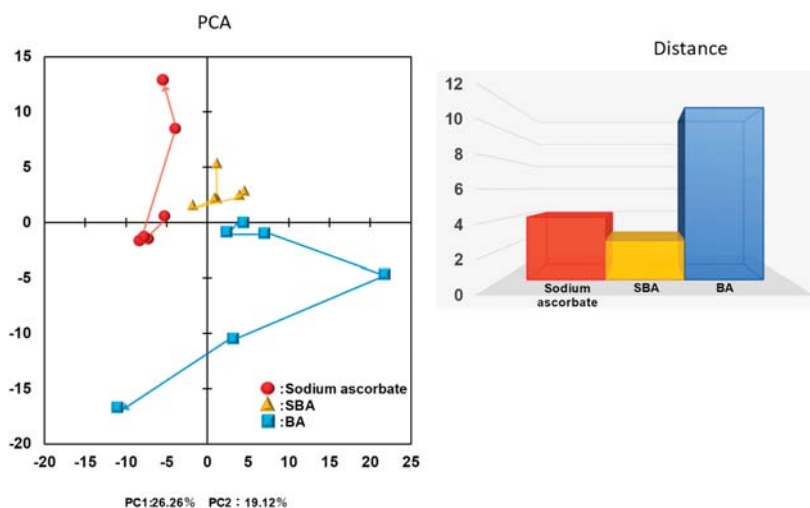 PCA
15
10
5
0
-5
-10
-15
-20
-20 -15 -10 -5 0 5 10 15 20 25
:Sodium ascorbate
:SBA
:BA
PC1:26.26% PC2：19.12%
Distance
12
10
8
6
4
2
0
Sodium
ascorbate
SBA
BA